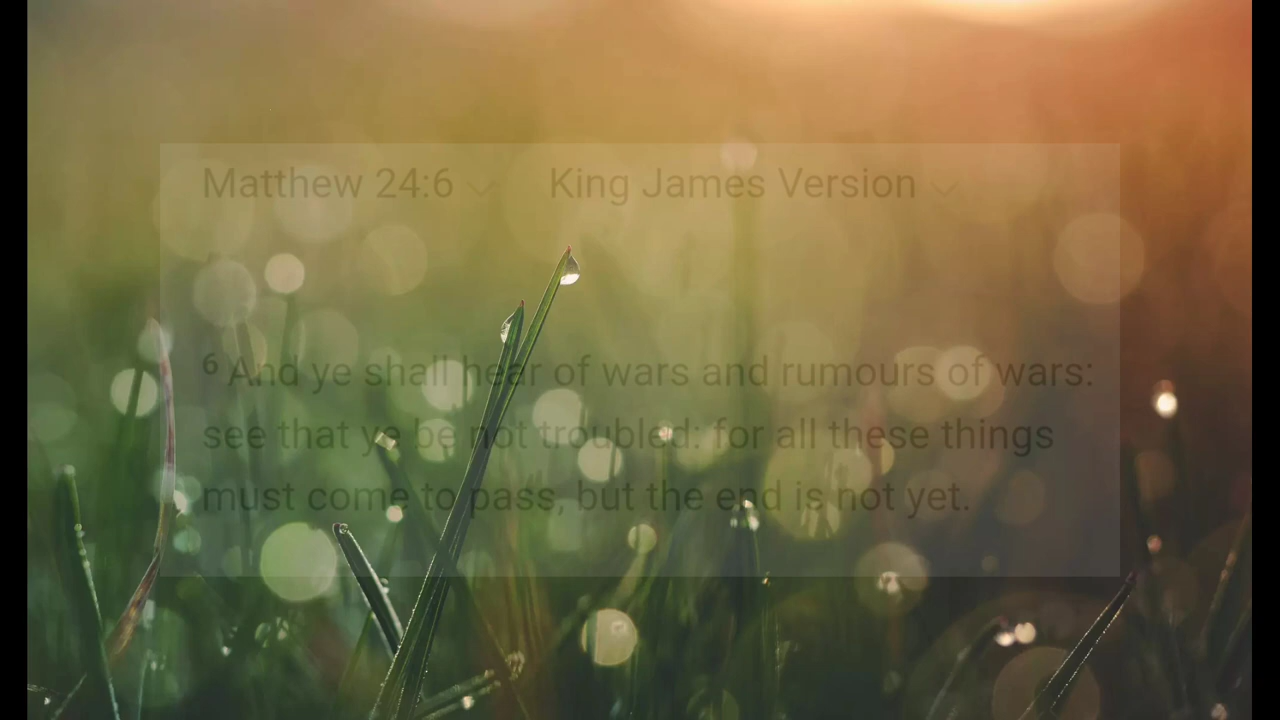 Matthew 24:6 King James Version
6 And ye shall hear of wars and rumours of wars:
see that ye be not troubled: for all these things
must come to pass, but the end is not yet.